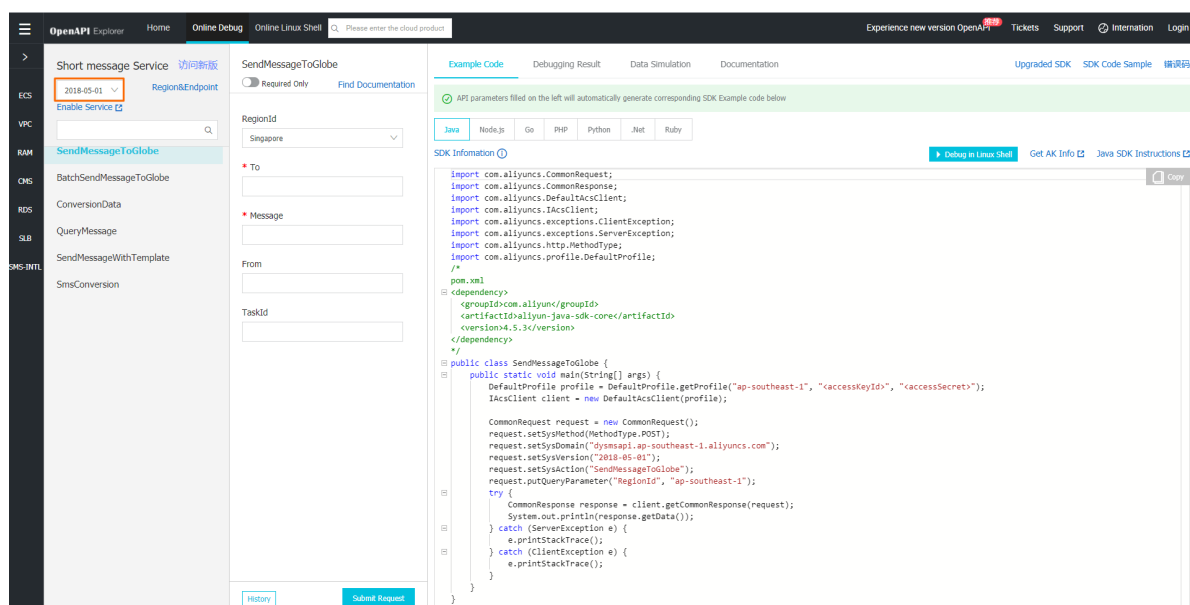 OpenAPI Explorer Home Online Debug Online Linux Shell Please enter the cloud product Experience new version OpenAPI 推荐 Tickets Support Internation Login
>
ECS
VPC
RAM
CMS
RDS
SLB
SMS-INTL
Short message Service 访问新版
2018-05-01 Region&Endpoint
Enable Service
SendMessageToGlobe
BatchSendMessageToGlobe
ConversionData
QueryMessage
SendMessageWithTemplate
SmsConversion
SendMessageToGlobe
Required Only Find Documentation
RegionId
Singapore
* To
* Message
From
TaskId
History Submit Request
Example Code Debugging Result Data Simulation Documentation Upgraded SDK SDK Code Sample 错误码
API parameters filled on the left will automatically generate corresponding SDK Example code below
Java Node.js Go PHP Python .Net Ruby
SDK Infomation Debug in Linux Shell Get AK Info Java SDK Instructions
Copy
import com.aliyuncs.CommonRequest;
import com.aliyuncs.CommonResponse;
import com.aliyuncs.DefaultAcsClient;
import com.aliyuncs.IAcsClient;
import com.aliyuncs.exceptions.ClientException;
import com.aliyuncs.exceptions.ServerException;
import com.aliyuncs.http.MethodType;
import com.aliyuncs.profile.DefaultProfile;
/*
pom.xml
<dependency>
<groupId>com.aliyun</groupId>
<artifactId>aliyun-java-sdk-core</artifactId>
<version>4.5.3</version>
</dependency>
*/
public class SendMessageToGlobe {
public static void main(String[] args) {
DefaultProfile profile = DefaultProfile.getProfile("ap-southeast-1", "<accessKeyId>", "<accessSecret>");
IAcsClient client = new DefaultAcsClient(profile);
CommonRequest request = new CommonRequest();
request.setSysMethod(MethodType.POST);
request.setSysDomain("dysmsapi.ap-southeast-1.aliyuncs.com");
request.setSysVersion("2018-05-01");
request.setSysAction("SendMessageToGlobe");
request.putQueryParameter("RegionId", "ap-southeast-1");
try {
CommonResponse response = client.getCommonResponse(request);
System.out.println(response.getData());
} catch (ServerException e) {
e.printStackTrace();
} catch (ClientException e) {
e.printStackTrace();
}
}
}